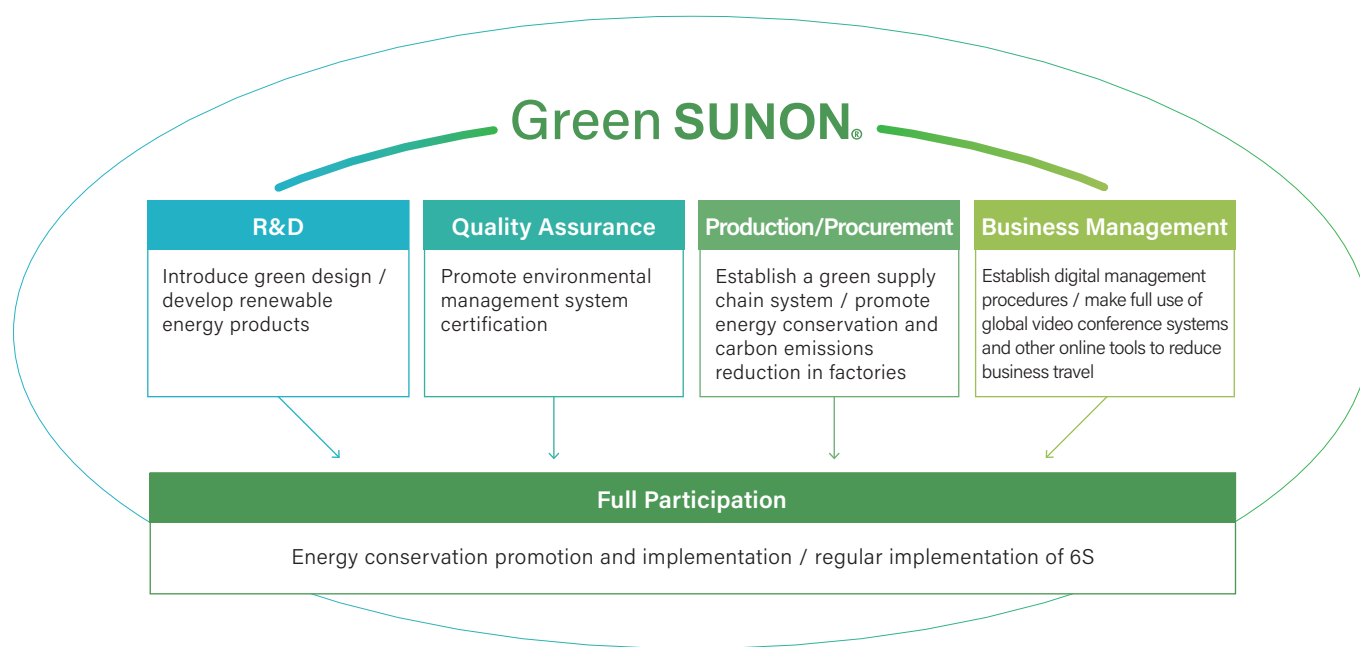 Green SUNON®
R&D
Introduce green design /
develop renewable
energy products
Quality Assurance
Promote environmental
management system
certification
Production/Procurement
Establish a green supply
chain system / promote
energy conservation and
carbon emissions
reduction in factories
Business Management
Establish digital management
procedures / make full use of
global video conference systems
and other online tools to reduce
business travel
Full Participation
Energy conservation promotion and implementation / regular implementation of 6S